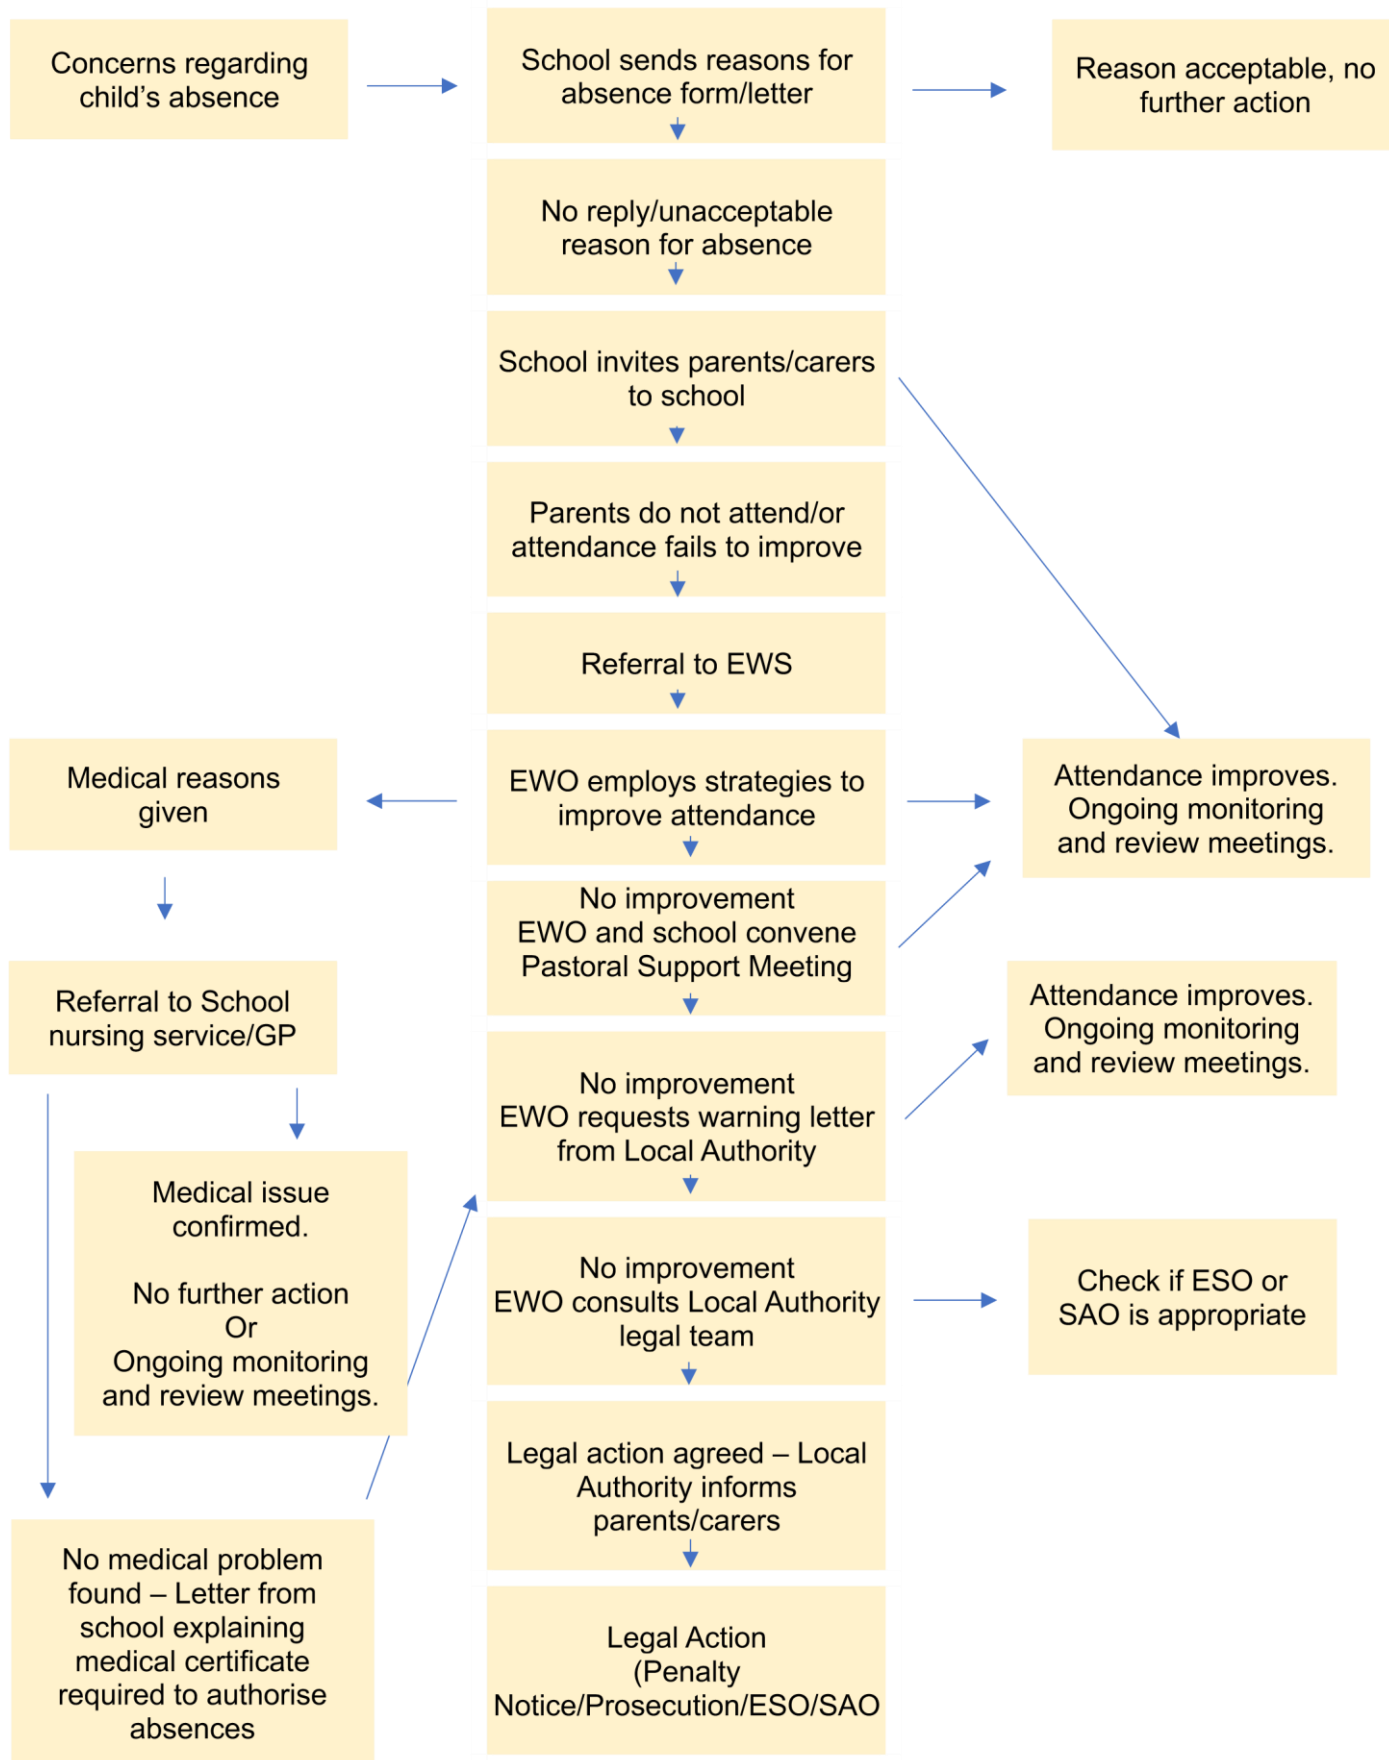 Concerns regarding
child’s absence
School sends reasons for
absence form/letter
Reason acceptable, no
further action
No reply/unacceptable
reason for absence
School invites parents/carers
to school
Parents do not attend/or
attendance fails to improve
Referral to EWS
Medical reasons
given
EWO employs strategies to
improve attendance
Attendance improves.
Ongoing monitoring
and review meetings.
No improvement
EWO and school convene
Pastoral Support Meeting
Referral to School
nursing service/GP
Attendance improves.
Ongoing monitoring
and review meetings.
No improvement
EWO requests warning letter
from Local Authority
Medical issue
confirmed.
No further action
Or
Ongoing monitoring
and review meetings.
No improvement
EWO consults Local Authority
legal team
Check if ESO or
SAO is appropriate
Legal action agreed – Local
Authority informs
parents/carers
No medical problem
found – Letter from
school explaining
medical certificate
required to authorise
absences
Legal Action
(Penalty
Notice/Prosecution/ESO/SAO